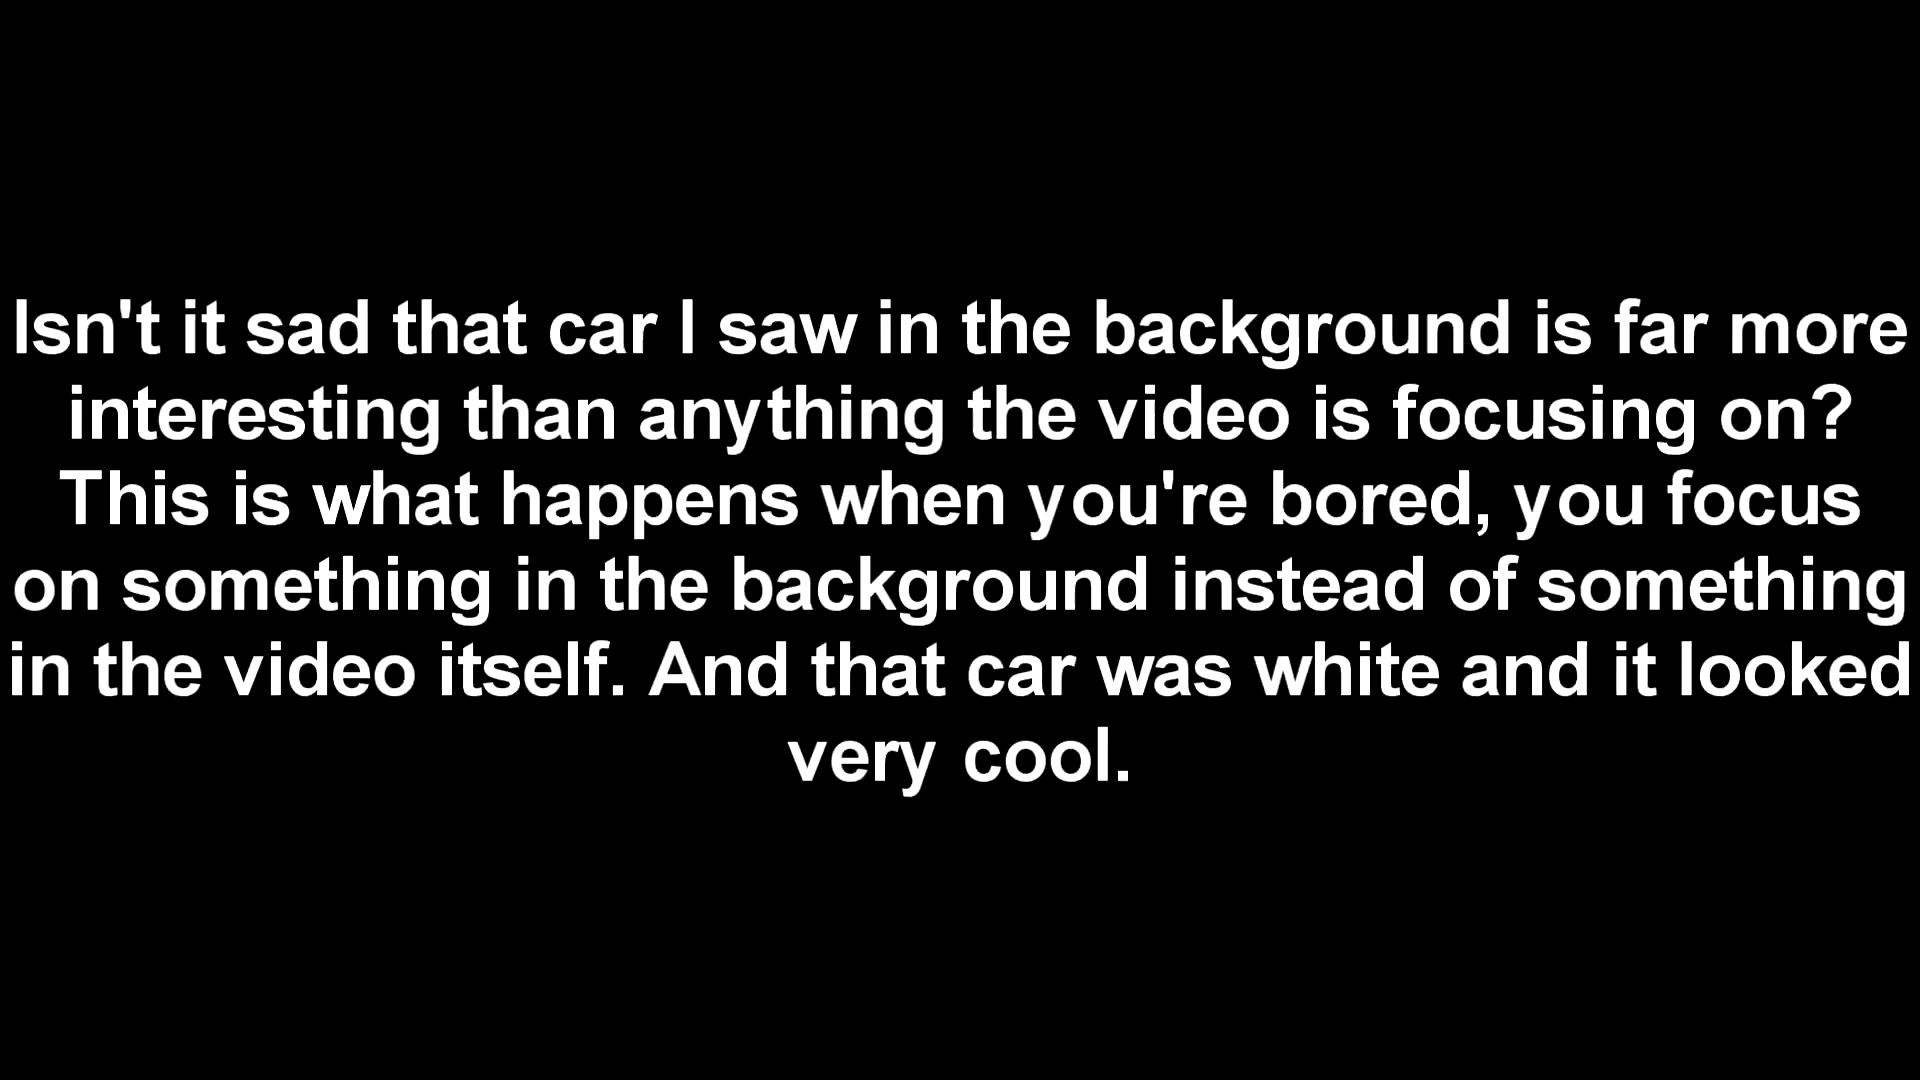 Isn't it sad that car I saw in the background is far more
interesting than anything the video is focusing on?
This is what happens when you're bored, you focus
on something in the background instead of something
in the video itself. And that car was white and it looked
very cool.